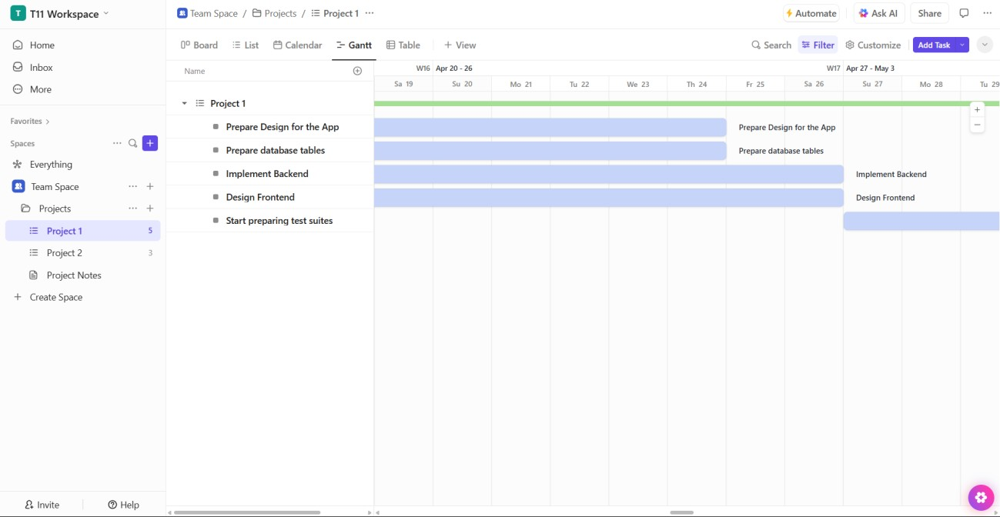 T T11 Workspace
Home
Inbox
More
Favorites
Spaces
Everything
Team Space
Projects
Project 1 5
Project 2 3
Project Notes
Create Space
Invite Help
Team Space / Projects / Project 1
Automate Ask AI Share
Board List Calendar Gantt Table + View
Search Filter Customize Add Task
Name
W16 Apr 20 - 26 W17 Apr 27 - May 3
Sa 19 Su 20 Mo 21 Tu 22 We 23 Th 24 Fr 25 Sa 26 Su 27 Mo 28 Tu 29
Project 1
Prepare Design for the App Prepare Design for the App
Prepare database tables Prepare database tables
Implement Backend Implement Backend
Design Frontend Design Frontend
Start preparing test suites